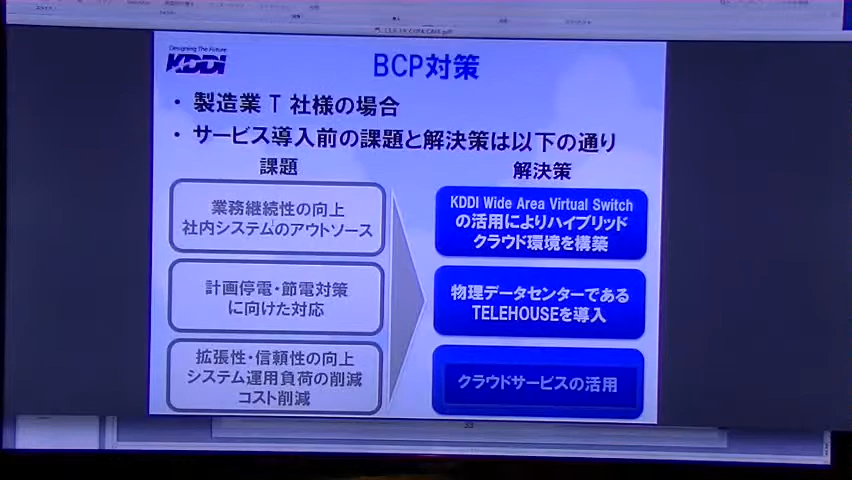 Designing The Future
KDDI
BCP対策
・製造業 T 社様の場合
・サービス導入前の課題と解決策は以下の通り
課題
解決策
業務継続性の向上
社内システムのアウトソース
KDDI Wide Area Virtual Switch
の活用によりハイブリッド
クラウド環境を構築
計画停電・節電対策
に向けた対応
物理データセンターである
TELEHOUSEを導入
拡張性・信頼性の向上
システム運用負荷の削減
コスト削減
クラウドサービスの活用
33